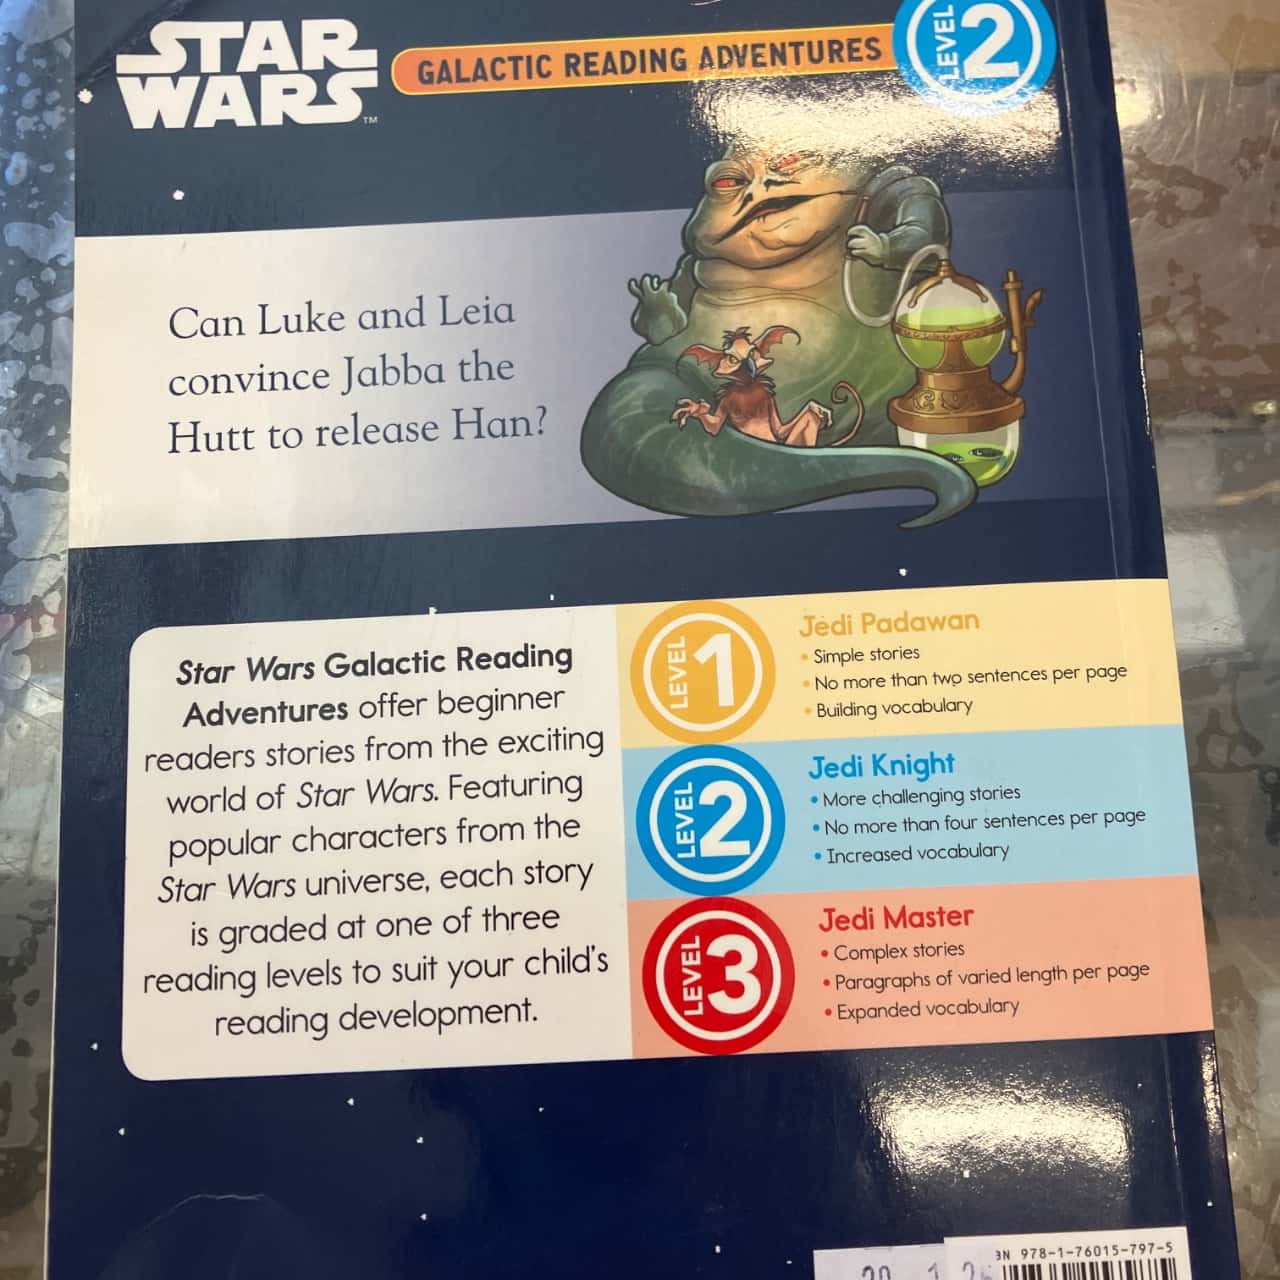 STAR
WARS™
GALACTIC READING ADVENTURES
LEVEL 2
Can Luke and Leia
convince Jabba the
Hutt to release Han?
Star Wars Galactic Reading
Adventures offer beginner
readers stories from the exciting
world of Star Wars. Featuring
popular characters from the
Star Wars universe, each story
is graded at one of three
reading levels to suit your child's
reading development.
LEVEL 1
Jedi Padawan
• Simple stories
• No more than two sentences per page
• Building vocabulary
LEVEL 2
Jedi Knight
• More challenging stories
• No more than four sentences per page
• Increased vocabulary
LEVEL 3
Jedi Master
• Complex stories
• Paragraphs of varied length per page
• Expanded vocabulary
978-1-76015-797-5